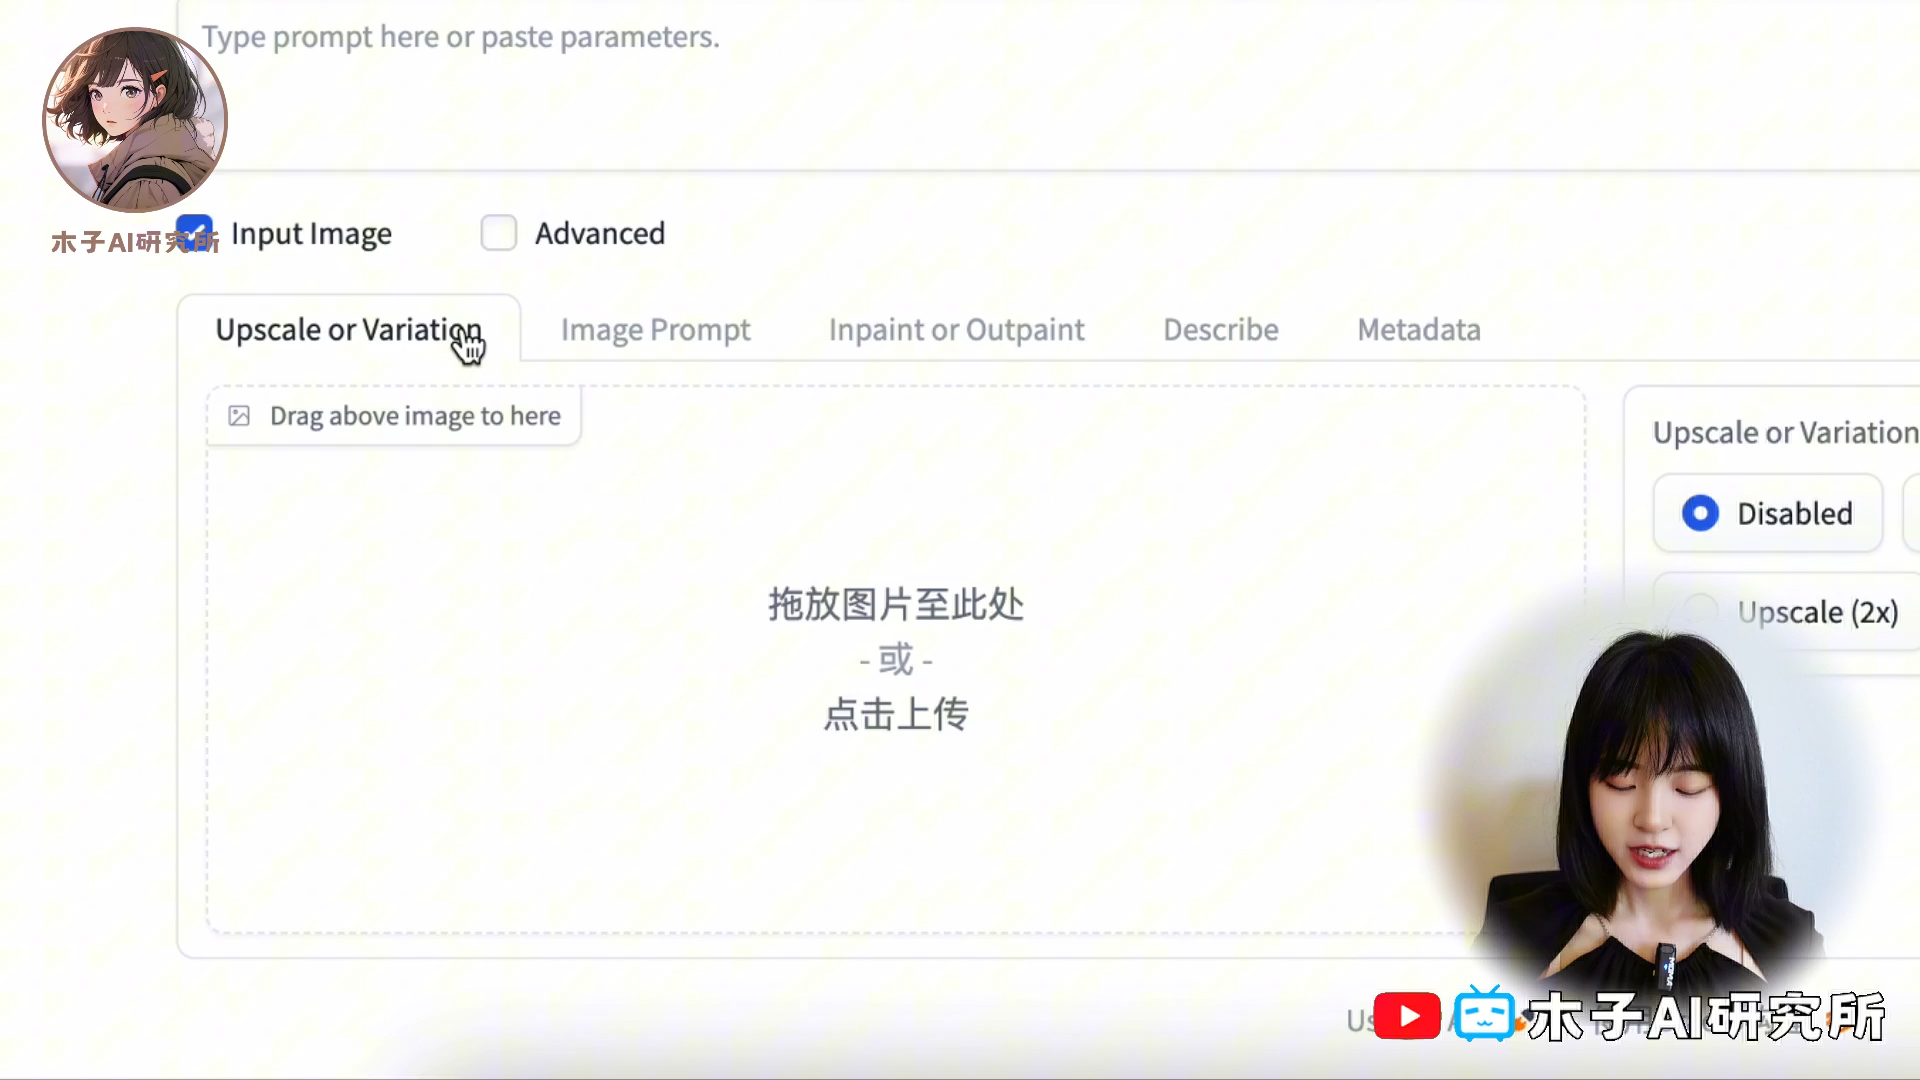 Type prompt here or paste parameters.
木子AI研究所
Input Image
Advanced
Upscale or Variation
Image Prompt
Inpaint or Outpaint
Describe
Metadata
Drag above image to here
拖放图片至此处
- 或 -
点击上传
Upscale or Variation
Disabled
Upscale (2x)
木子AI研究所